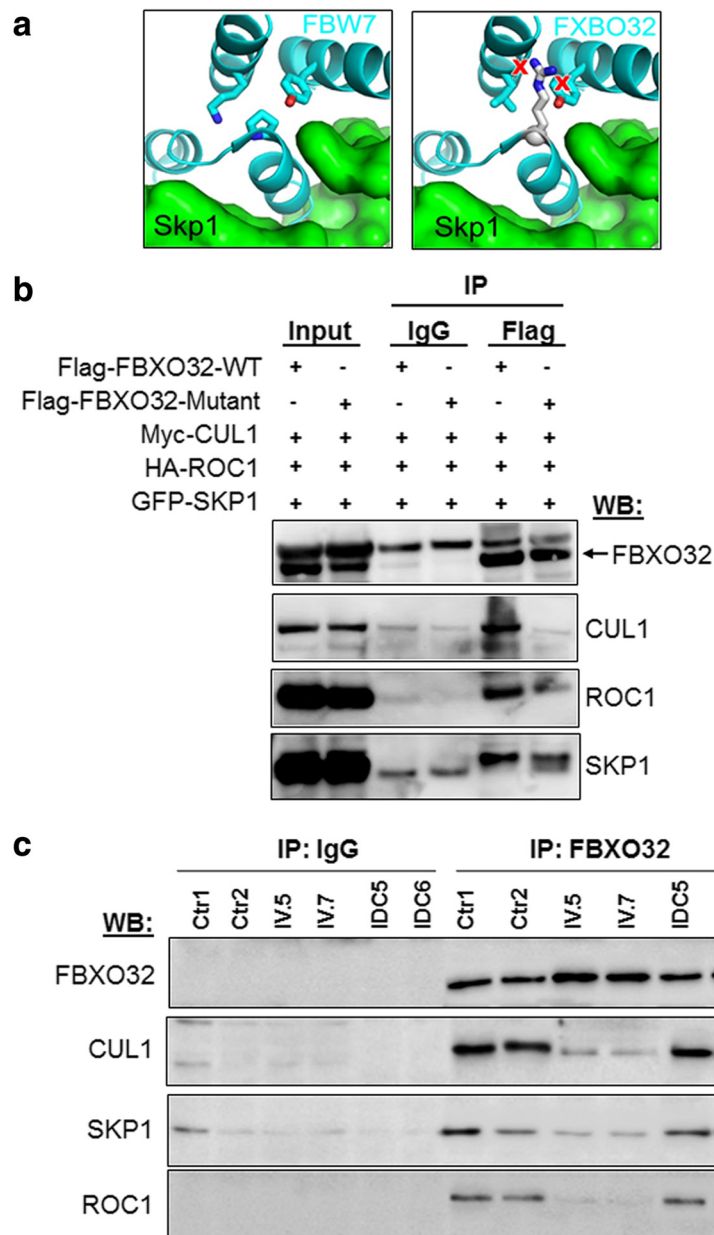 a
FBW7
FXBO32
x
x
Skp1
Skp1
b
IP
Input
IgG
Flag
Flag-FBXO32-WT + - + - + -
Flag-FBXO32-Mutant - + - + - +
Myc-CUL1 + + + + + +
HA-ROC1 + + + + + +
GFP-SKP1 + + + + + +
WB:
FBXO32
CUL1
ROC1
SKP1
c
IP: IgG
IP: FBXO32
WB:
Ctr1 Ctr2 IV.5 IV.7 IDC5 IDC6 Ctr1 Ctr2 IV.5 IV.7 IDC5
FBXO32
CUL1
SKP1
ROC1